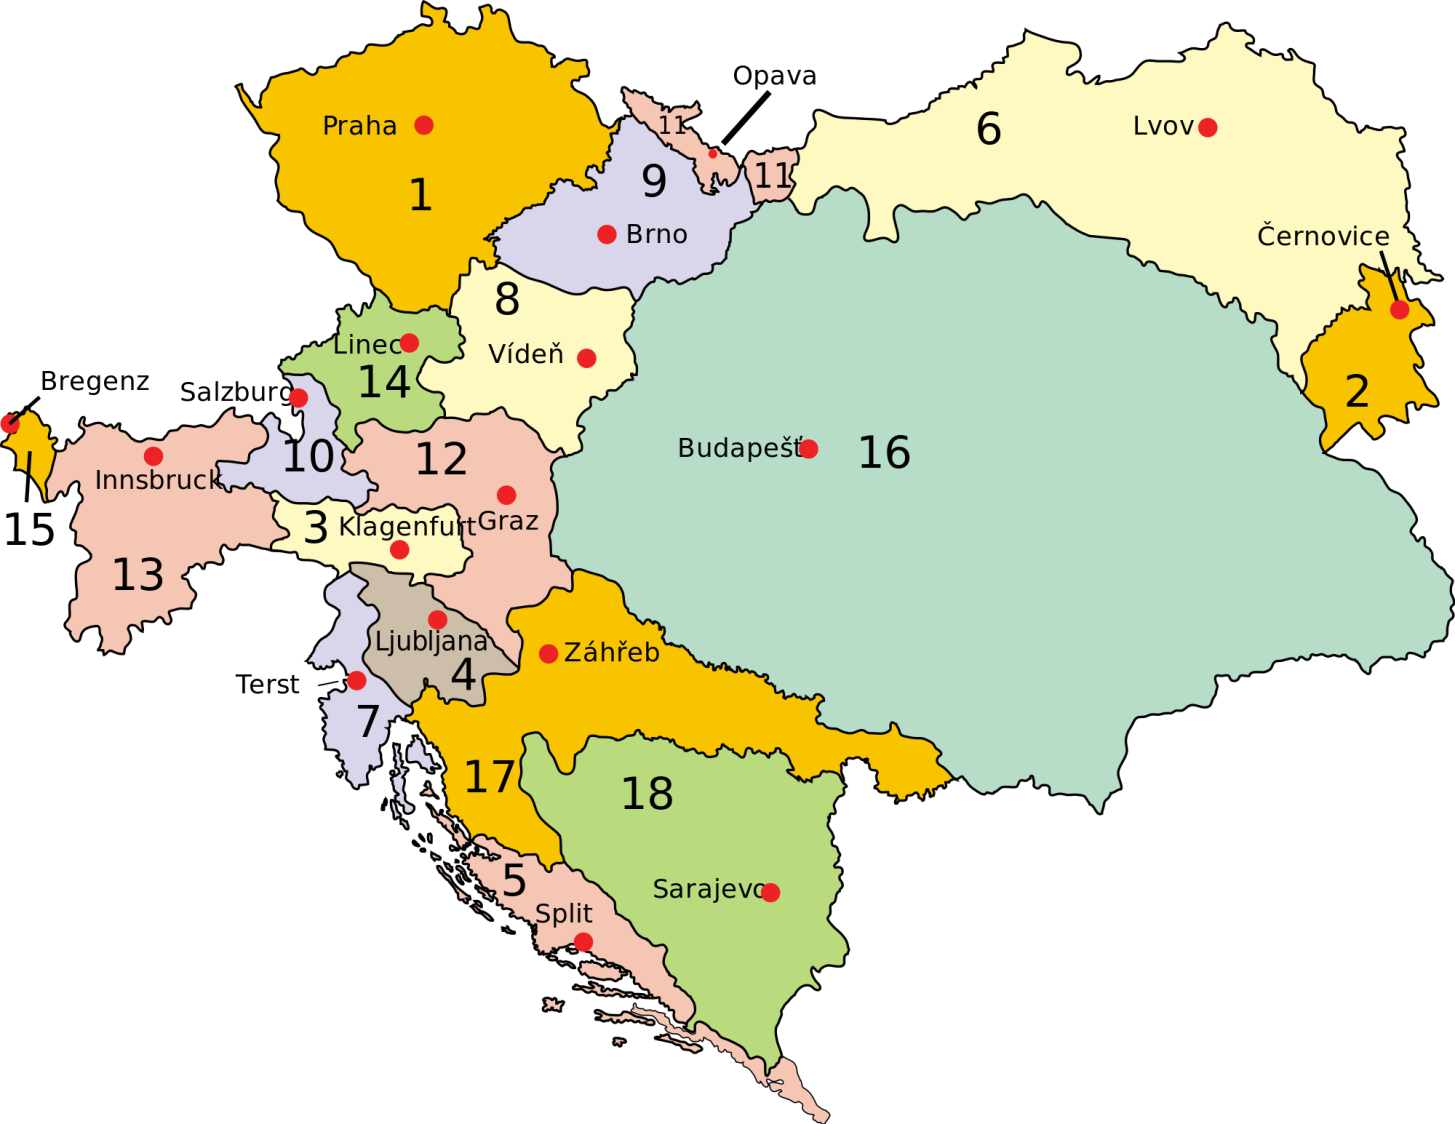 Opava
Praha
11
6
Lvov
9
11
1
Brno
Černovice
8
Linec
Vídeň
14
Bregenz
Salzburg
2
Budapešť
16
10
12
Innsbruck
15
3
Klagenfurt
Graz
13
Ljubljana
Záhřeb
4
Terst
7
17
18
5
Sarajevo
Split